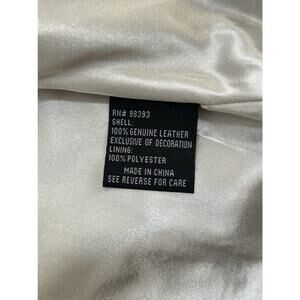 RN# 98393
SHELL:
100% GENUINE LEATHER
EXCLUSIVE OF DECORATION
LINING:
100% POLYESTER
MADE IN CHINA
SEE REVERSE FOR CARE